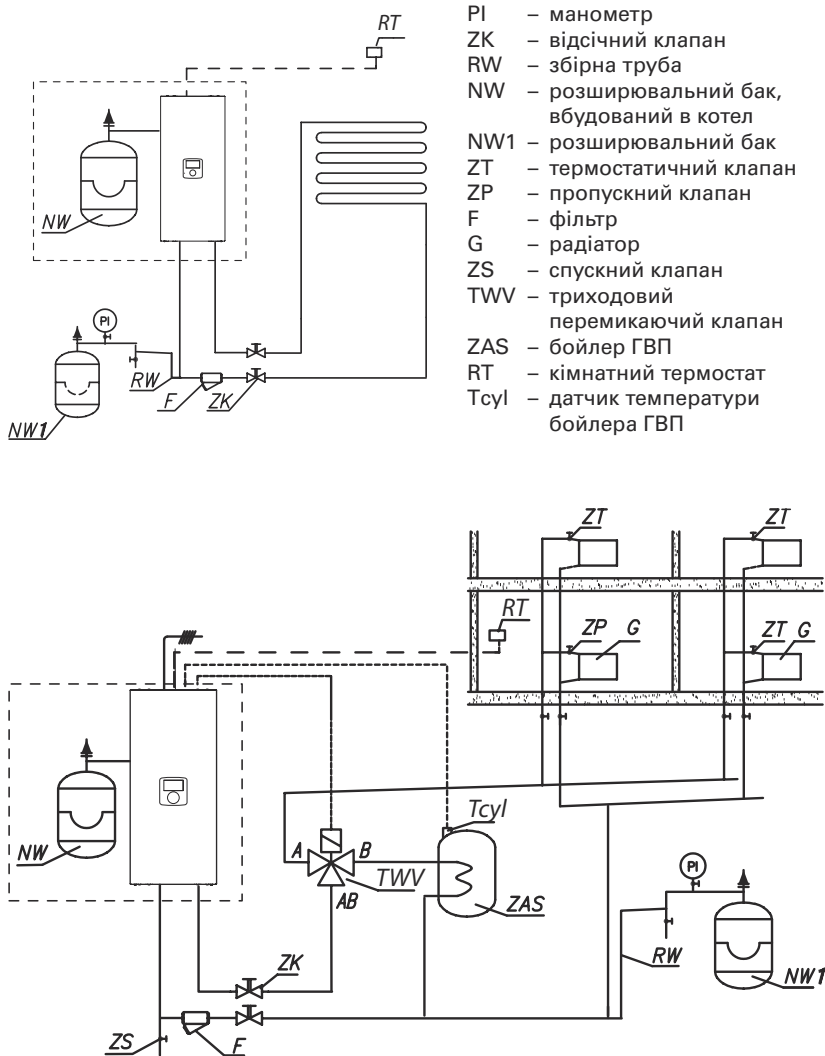 RT
NW
PI
RW
F
ZK
NW1
PI – манометр
ZK – відсічний клапан
RW – збірна труба
NW – розширювальний бак,
вбудований в котел
NW1 – розширювальний бак
ZT – термостатичний клапан
ZP – пропускний клапан
F – фільтр
G – радіатор
ZS – спускний клапан
TWV – триходовий
перемикаючий клапан
ZAS – бойлер ГВП
RT – кімнатний термостат
Tcyl – датчик температури
бойлера ГВП
ZT
ZT
RT
ZP G
ZT G
NW
Tcyl
A B
TWV
AB
ZAS
PI
ZK
RW
NW1
ZS
F